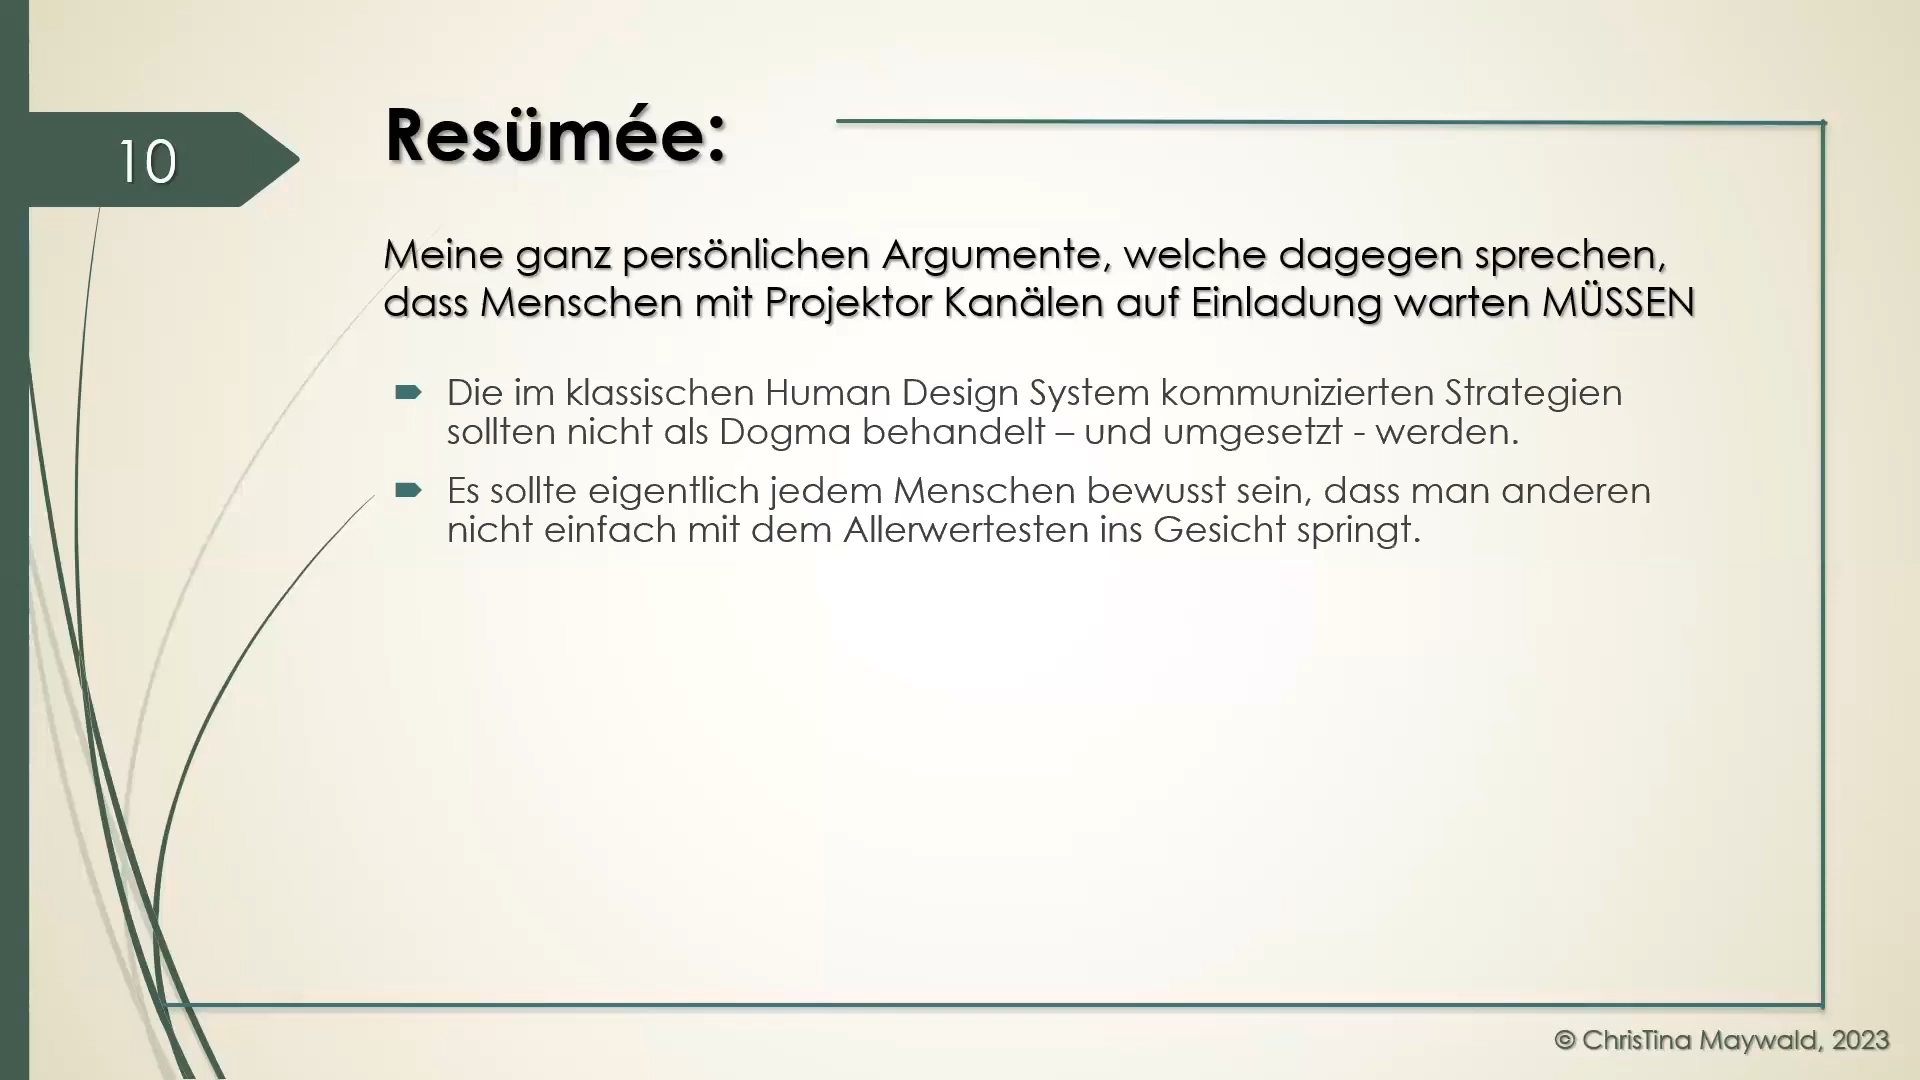 10
Resümée:
Meine ganz persönlichen Argumente, welche dagegen sprechen,
dass Menschen mit Projektor Kanälen auf Einladung warten MÜSSEN
Die im klassischen Human Design System kommunizierten Strategien
sollten nicht als Dogma behandelt – und umgesetzt - werden.
Es sollte eigentlich jedem Menschen bewusst sein, dass man anderen
nicht einfach mit dem Allerwertesten ins Gesicht springt.
© ChrisTina Maywald, 2023